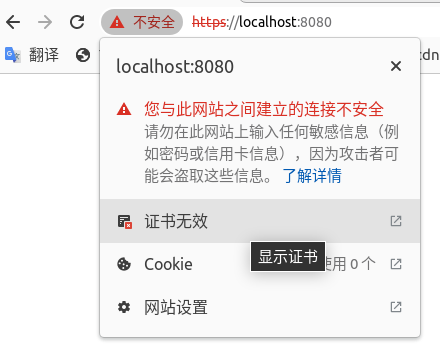 不安全 https://localhost:8080
翻译
cdn
localhost:8080
您与此网站之间建立的连接不安全
请勿在此网站上输入任何敏感信息（例
如密码或信用卡信息），因为攻击者可
能会盗取这些信息。 了解详情
证书无效
Cookie 使用 0 个
显示证书
网站设置